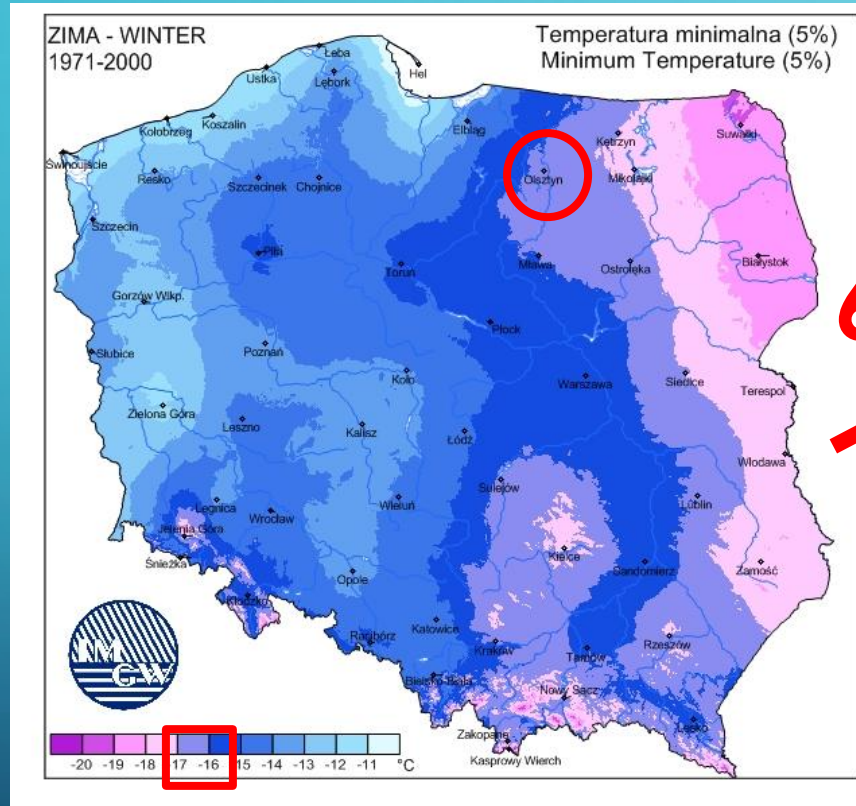 ZIMA - WINTER
1971-2000
Temperatura minimalna (5%)
Minimum Temperature (5%)
Łeba
Hel
Ustka
Lębork
Koszalin
Kołobrzeg
Elbląg
Kętrzyn
Suwałki
Świnoujście
Resko
Szczecinek
Chojnice
Olsztyn
Mikołajki
Szczecin
Piła
Toruń
Mława
Ostrołęka
Białystok
Gorzów Wlkp.
Płock
Słubice
Poznań
Koło
Warszawa
Siedlce
Terespol
Zielona Góra
Leszno
Kalisz
Łódź
Włodawa
Sulejów
Legnica
Wrocław
Wieluń
Lublin
Jelenia Góra
Śnieżka
Kielce
Sandomierz
Zamość
Opole
Kłodzko
Katowice
Racibórz
Kraków
Tarnów
Rzeszów
Bielsko-Biała
Nowy Sącz
Lesko
Zakopane
Kasprowy Wierch
IMGW
-20 -19 -18 17 -16 15 -14 -13 -12 -11 °C